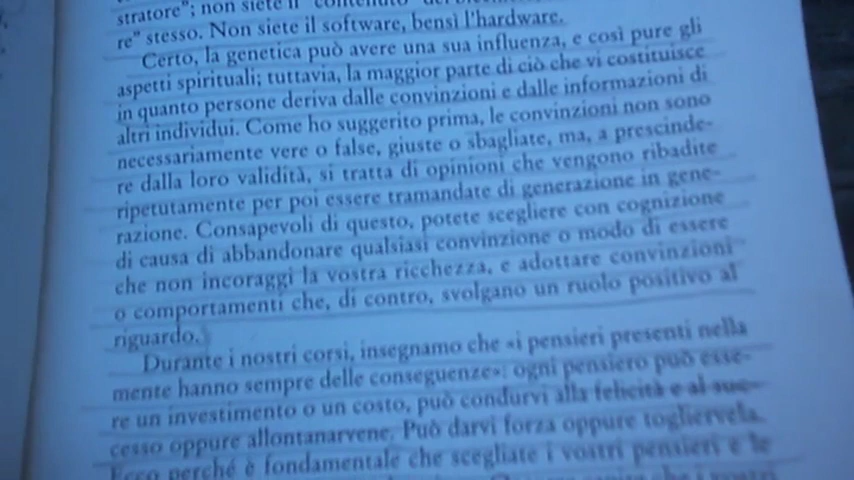 stratore"; non siete il "contenuto"
re" stesso. Non siete il software, bensì l'hardware.
Certo, la genetica può avere una sua influenza, e così pure gli
aspetti spirituali; tuttavia, la maggior parte di ciò che vi costituisce
in quanto persone deriva dalle convinzioni e dalle informazioni di
altri individui. Come ho suggerito prima, le convinzioni non sono
necessariamente vere o false, giuste o sbagliate, ma, a prescinde-
re dalla loro validità, si tratta di opinioni che vengono ribadite
ripetutamente per poi essere tramandate di generazione in gene-
razione. Consapevoli di questo, potete scegliere con cognizione
di causa di abbandonare qualsiasi convinzione o modo di essere
che non incoraggi la vostra ricchezza, e adottare convinzioni
o comportamenti che, di contro, svolgano un ruolo positivo al
riguardo.
Durante i nostri corsi, insegnamo che «i pensieri presenti nella
mente hanno sempre delle conseguenze»: ogni pensiero può esse-
re un investimento o un costo, può condurvi alla felicità e al suc-
cesso oppure allontanarvene. Può darvi forza oppure togliervela.
Ecco perché è fondamentale che scegliate i vostri pensieri e le
che i vostri